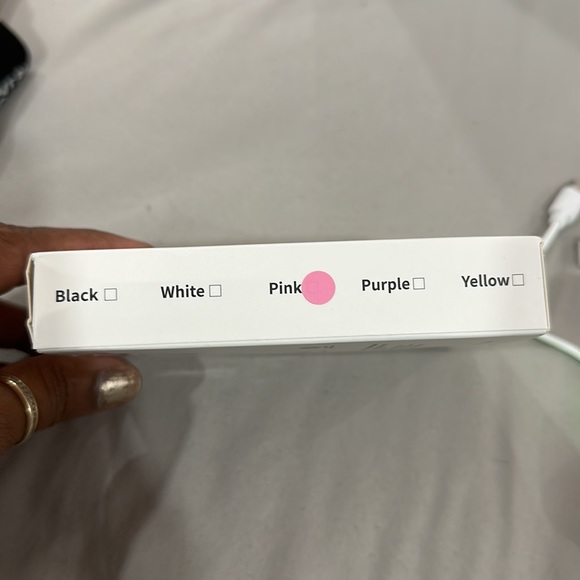 Black □ White □ Pink Purple □ Yellow □